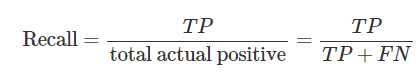 Recall = TP / total actual positive = TP / TP + FN